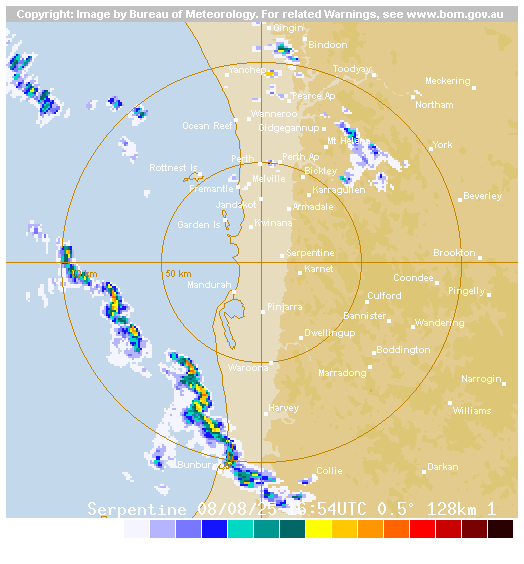 Copyright: Image by Bureau of Meteorology. For related Warnings, see www.bom.gov.au
Gingin
Bindoon
Yanchep
Toodyay
Meckering
Pearce Ap
Northam
Wanneroo
Ocean Reef
Gidgegannup
Mt Helena
York
Perth
Perth Ap
Rottnest Is
Bickley
Melville
Fremantle
Karragullen
Beverley
Jandakot
Armadale
Garden Is
Kwinana
Serpentine
Brookton
Karnet
km
50 km
Coondee
Mandurah
Pingelly
Culford
Pinjarra
Bannister
Wandering
Dwellingup
Boddington
Waroona
Marradong
Narrogin
Harvey
Williams
Bunbury
Collie
Darkan
Serpentine 08/08/25 :54UTC 0.5° 128km 1